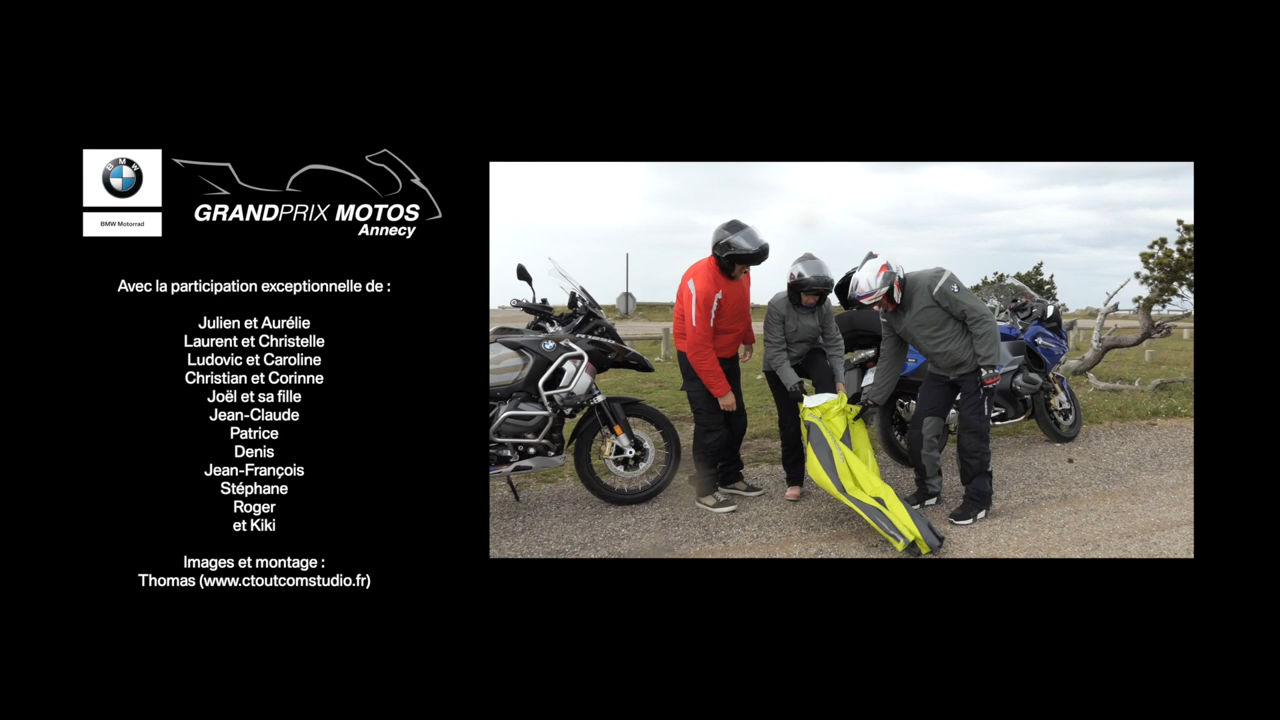 BMW
BMW Motorrad
GRANDPRIX MOTOS
Annecy
Avec la participation exceptionnelle de :
Julien et Aurélie
Laurent et Christelle
Ludovic et Caroline
Christian et Corinne
Joël et sa fille
Jean-Claude
Patrice
Denis
Jean-François
Stéphane
Roger
et Kiki
Images et montage :
Thomas (www.ctoutcomstudio.fr)